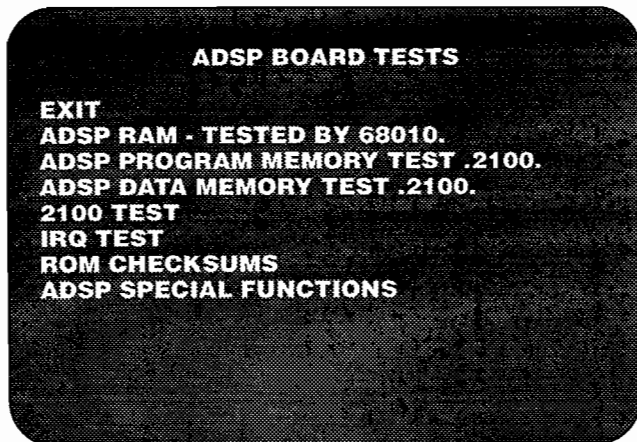 ADSP BOARD TESTS
EXIT
ADSP RAM - TESTED BY 68010.
ADSP PROGRAM MEMORY TEST .2100.
ADSP DATA MEMORY TEST .2100.
2100 TEST
IRQ TEST
ROM CHECKSUMS
ADSP SPECIAL FUNCTIONS